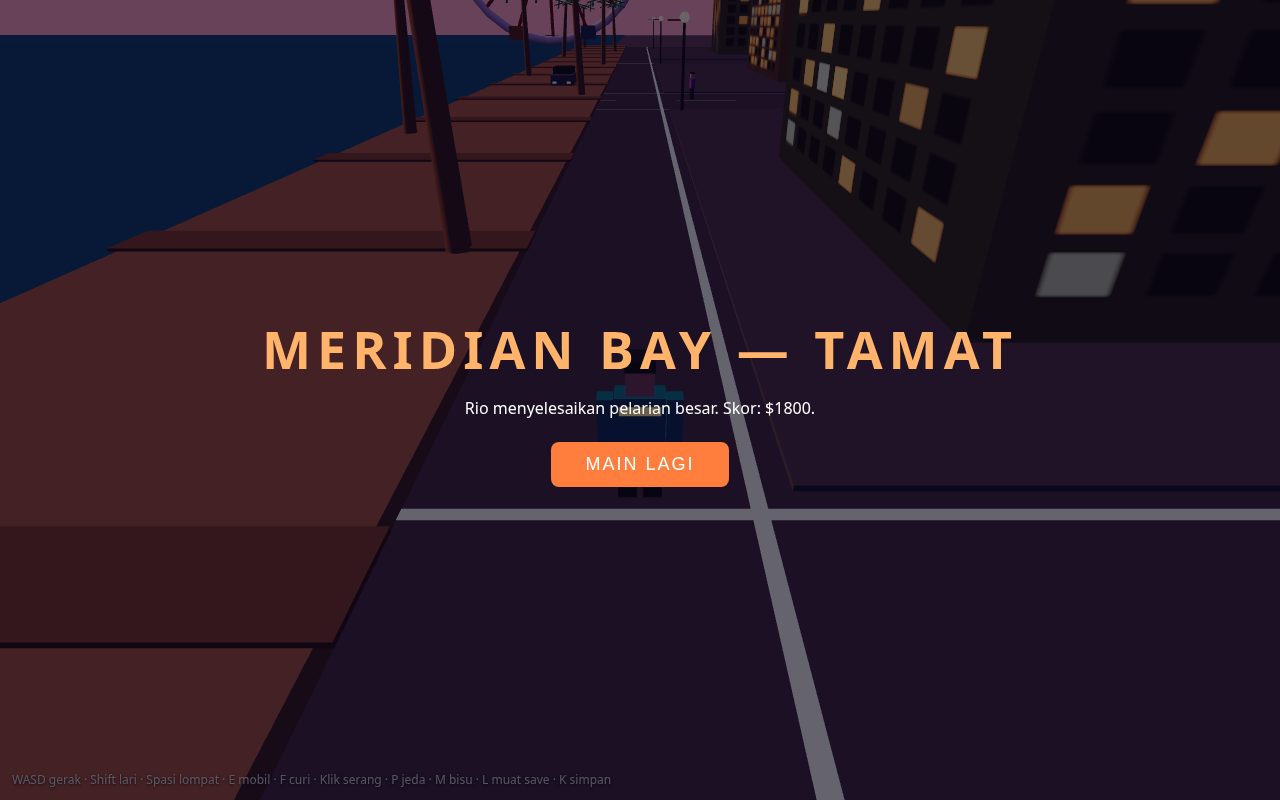 MERIDIAN BAY — TAMAT
Rio menyelesaikan pelarian besar. Skor: $1800.
MAIN LAGI
WASD gerak · Shift lari · Spasi lompat · E mobil · F curi · Klik serang · P jeda · M bisu · L muat save · K simpan